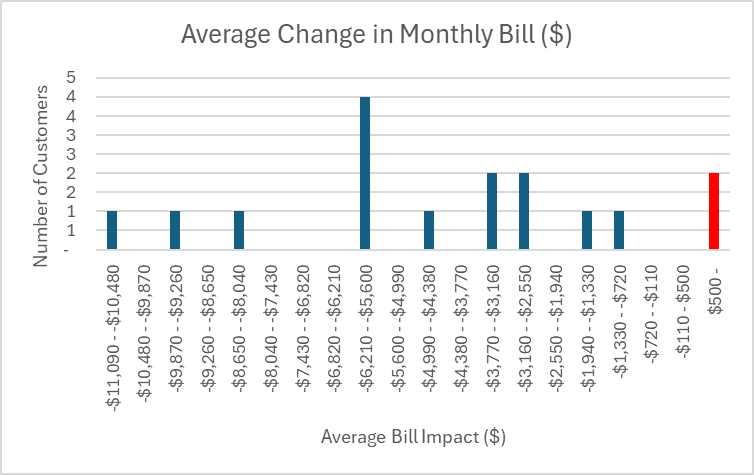 Average Change in Monthly Bill ($)
Number of Customers
5
4
4
3
3
2
2
1
1
-
-$11,090 - -$10,480
-$10,480 - -$9,870
-$9,870 - -$9,260
-$9,260 - -$8,650
-$8,650 - -$8,040
-$8,040 - -$7,430
-$7,430 - -$6,820
-$6,820 - -$6,210
-$6,210 - -$5,600
-$5,600 - -$4,990
-$4,990 - -$4,380
-$4,380 - -$3,770
-$3,770 - -$3,160
-$3,160 - -$2,550
-$2,550 - -$1,940
-$1,940 - -$1,330
-$1,330 - -$720
-$720 - -$110
-$110 - $500
$500 -
Average Bill Impact ($)